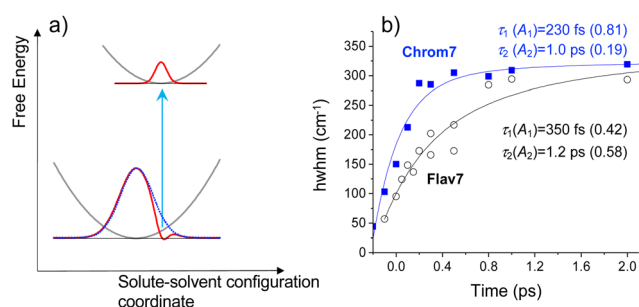 a)
Free Energy
Solute-solvent configuration
coordinate
b)
τ1 (A1)=230 fs (0.81)
τ2 (A2)=1.0 ps (0.19)
Chrom7
τ1(A1)=350 fs (0.42)
τ2(A2)=1.2 ps (0.58)
Flav7
hwhm (cm⁻¹)
350
300
250
200
150
100
50
0
0.0 0.4 0.8 1.2 1.6 2.0
Time (ps)